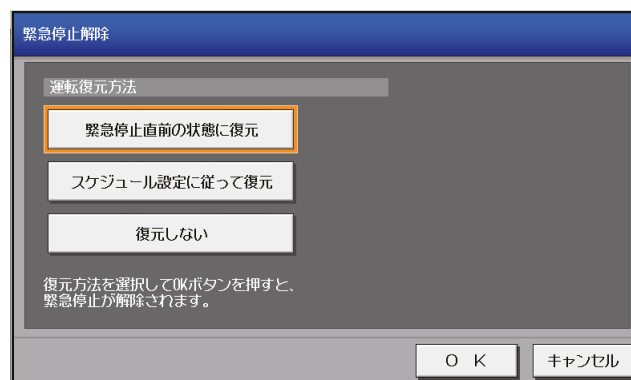 緊急停止解除
運転復元方法
緊急停止直前の状態に復元
スケジュール設定に従って復元
復元しない
復元方法を選択してOKボタンを押すと、
緊急停止が解除されます。
ＯＫ
キャンセル